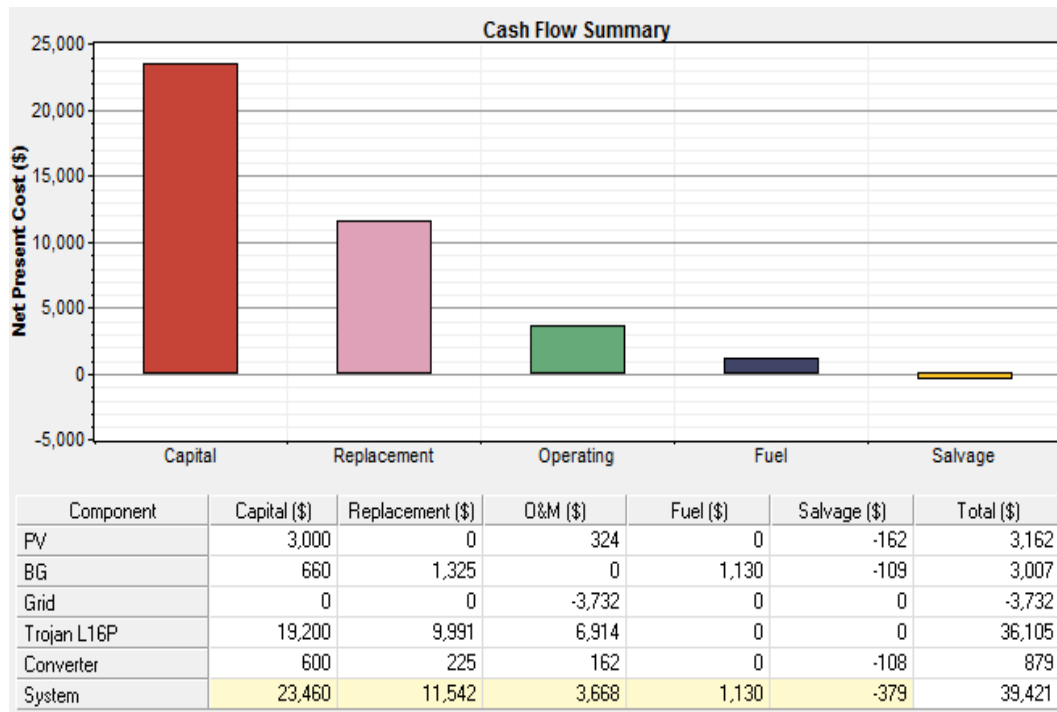 Cash Flow Summary
25,000
20,000
15,000
10,000
5,000
0
-5,000
Net Present Cost ($)
Capital Replacement Operating Fuel Salvage
Component Capital ($) Replacement ($) O&M ($) Fuel ($) Salvage ($) Total ($)
PV 3,000 0 324 0 -162 3,162
BG 660 1,325 0 1,130 -109 3,007
Grid 0 0 -3,732 0 0 -3,732
Trojan L16P 19,200 9,991 6,914 0 0 36,105
Converter 600 225 162 0 -108 879
System 23,460 11,542 3,668 1,130 -379 39,421